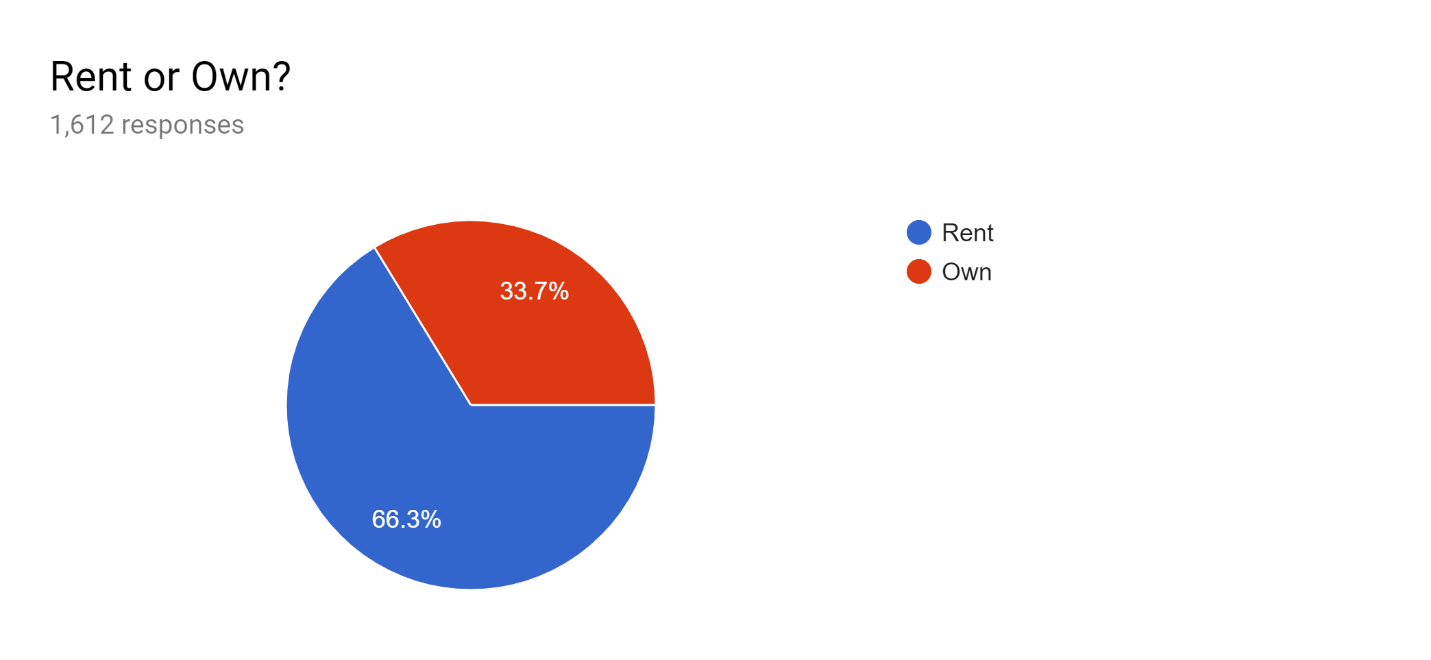 Rent or Own?
1,612 responses
Rent
Own
33.7%
66.3%